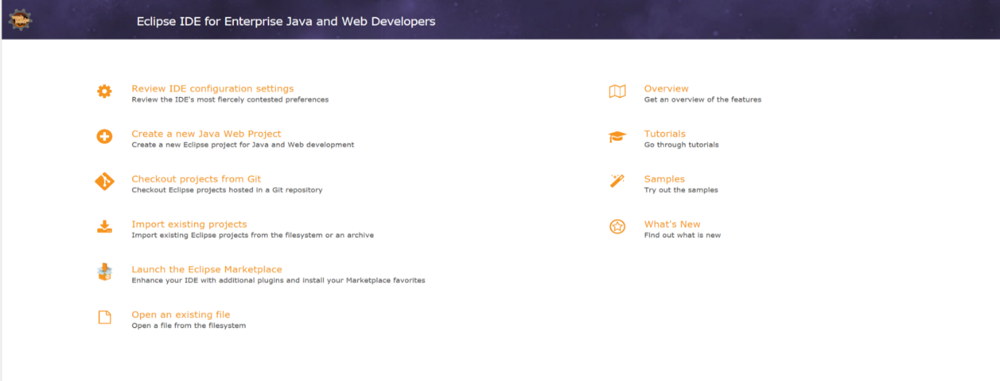 Eclipse IDE for Enterprise Java and Web Developers
Review IDE configuration settings
Review the IDE's most fiercely contested preferences
Create a new Java Web Project
Create a new Eclipse project for Java and Web development
Checkout projects from Git
Checkout Eclipse projects hosted in a Git repository
Import existing projects
Import existing Eclipse projects from the filesystem or an archive
Launch the Eclipse Marketplace
Enhance your IDE with additional plugins and install your Marketplace favorites
Open an existing file
Open a file from the filesystem
Overview
Get an overview of the features
Tutorials
Go through tutorials
Samples
Try out the samples
What's New
Find out what is new